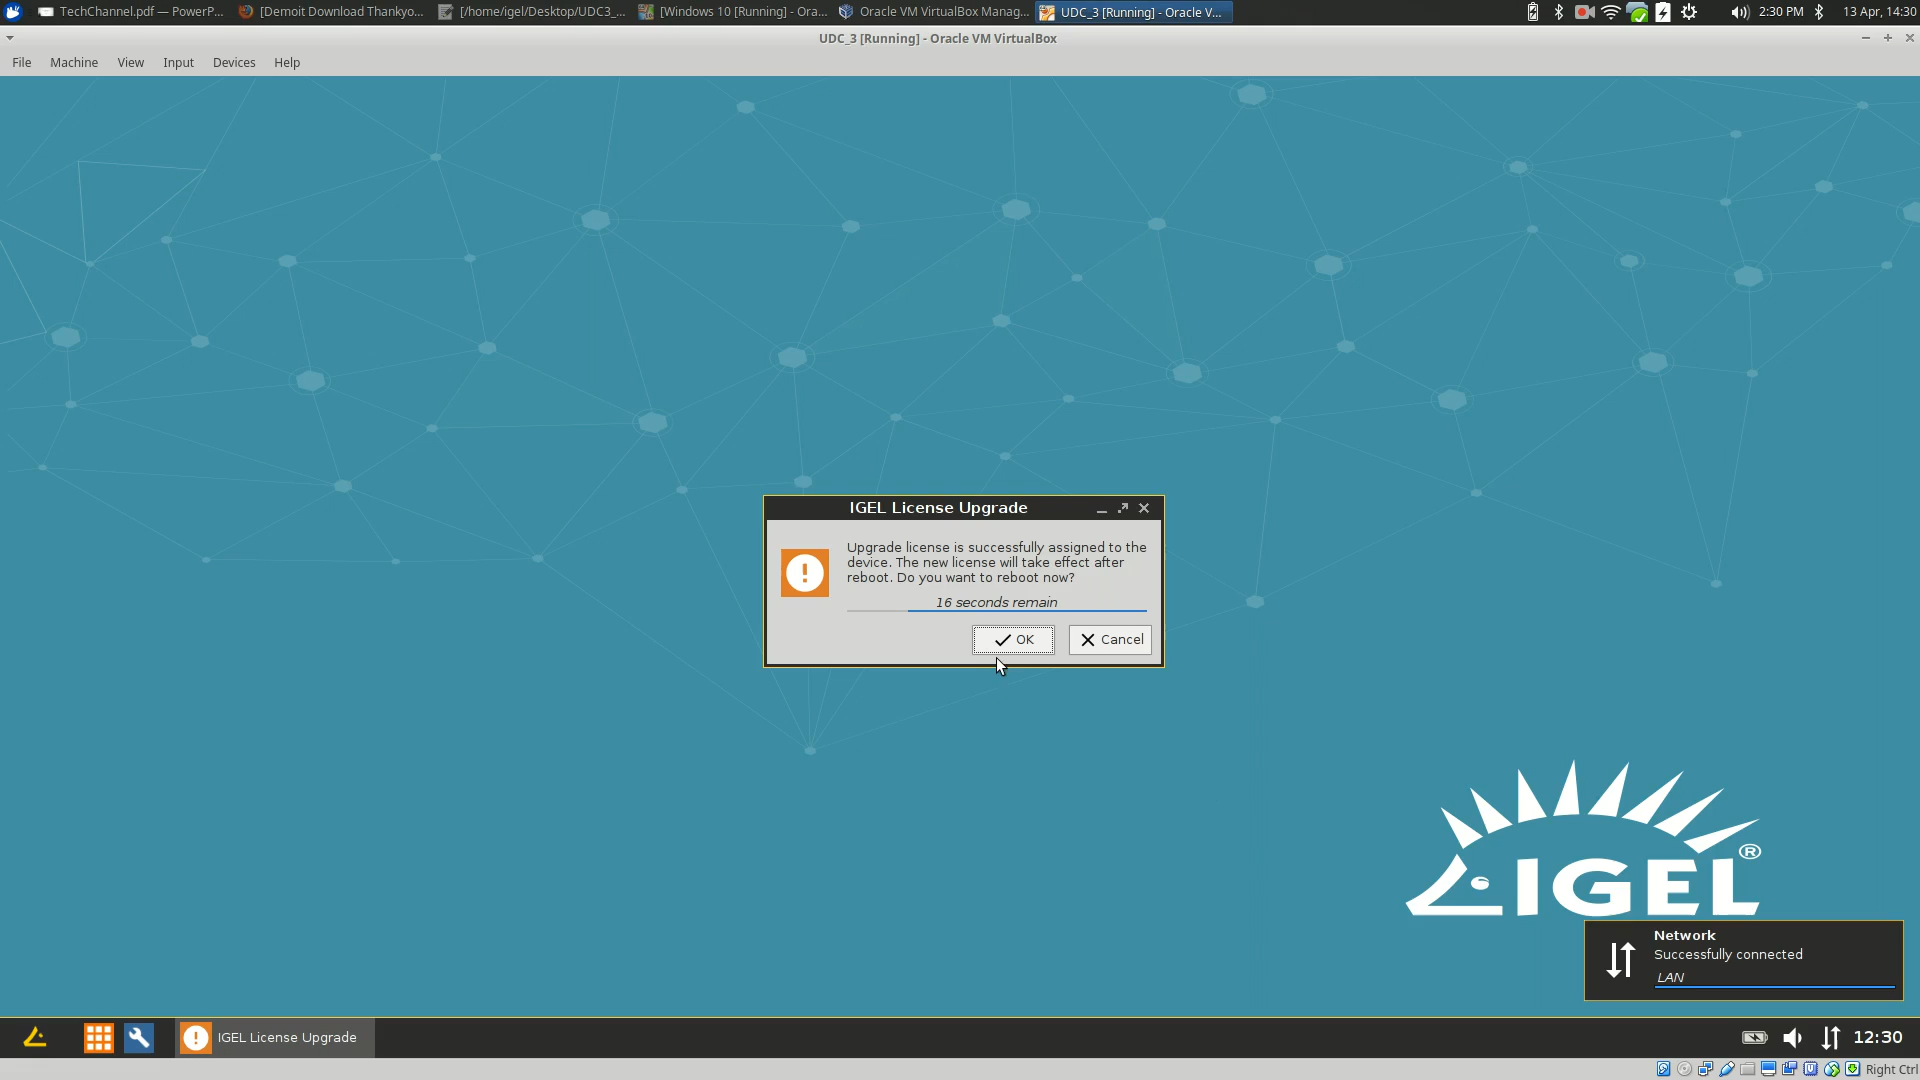 TechChannel.pdf — PowerP...
[Demoit Download Thankyo...
[/home/igel/Desktop/UDC3_...
[Windows 10 [Running] - Ora...
Oracle VM VirtualBox Manag...
UDC_3 [Running] - Oracle V...
2:30 PM
13 Apr, 14:30
UDC_3 [Running] - Oracle VM VirtualBox
File Machine View Input Devices Help
IGEL License Upgrade
Upgrade license is successfully assigned to the
device. The new license will take effect after
reboot. Do you want to reboot now?
16 seconds remain
OK
Cancel
IGEL®
Network
Successfully connected
LAN
IGEL License Upgrade
12:30
Right Ctrl